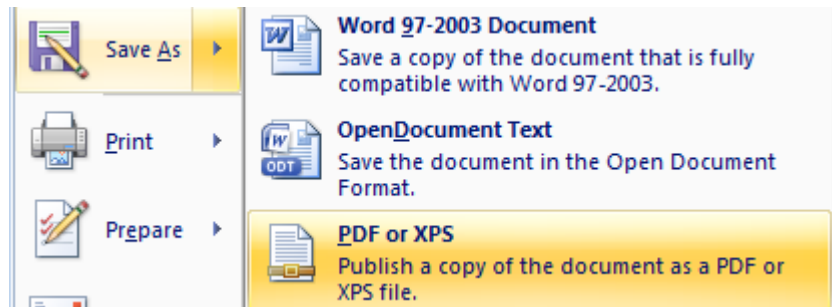 Save As
Word 97-2003 Document
Save a copy of the document that is fully
compatible with Word 97-2003.
Print
OpenDocument Text
ODT
Save the document in the Open Document
Format.
Prepare
PDF or XPS
Publish a copy of the document as a PDF or
XPS file.